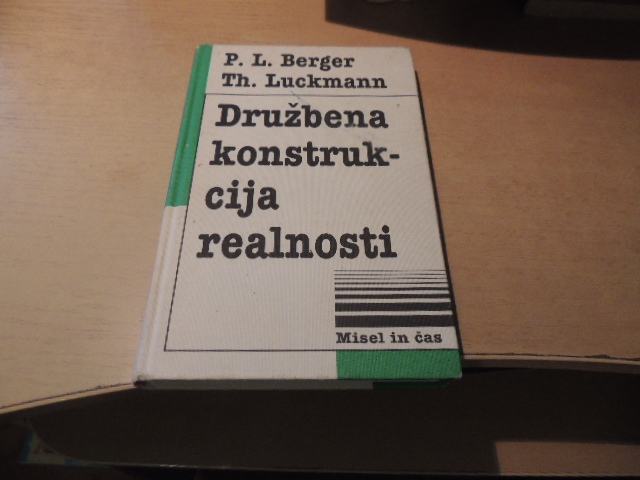 P. L. Berger
Th. Luckmann
Družbena
konstruk-
cija
realnosti
Misel in čas